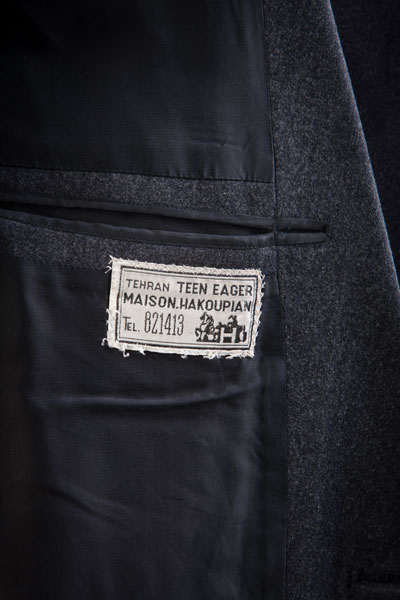 TEHRAN TEEN EAGER
MAISON.HAKOUPIAN
TEL. 821413
H